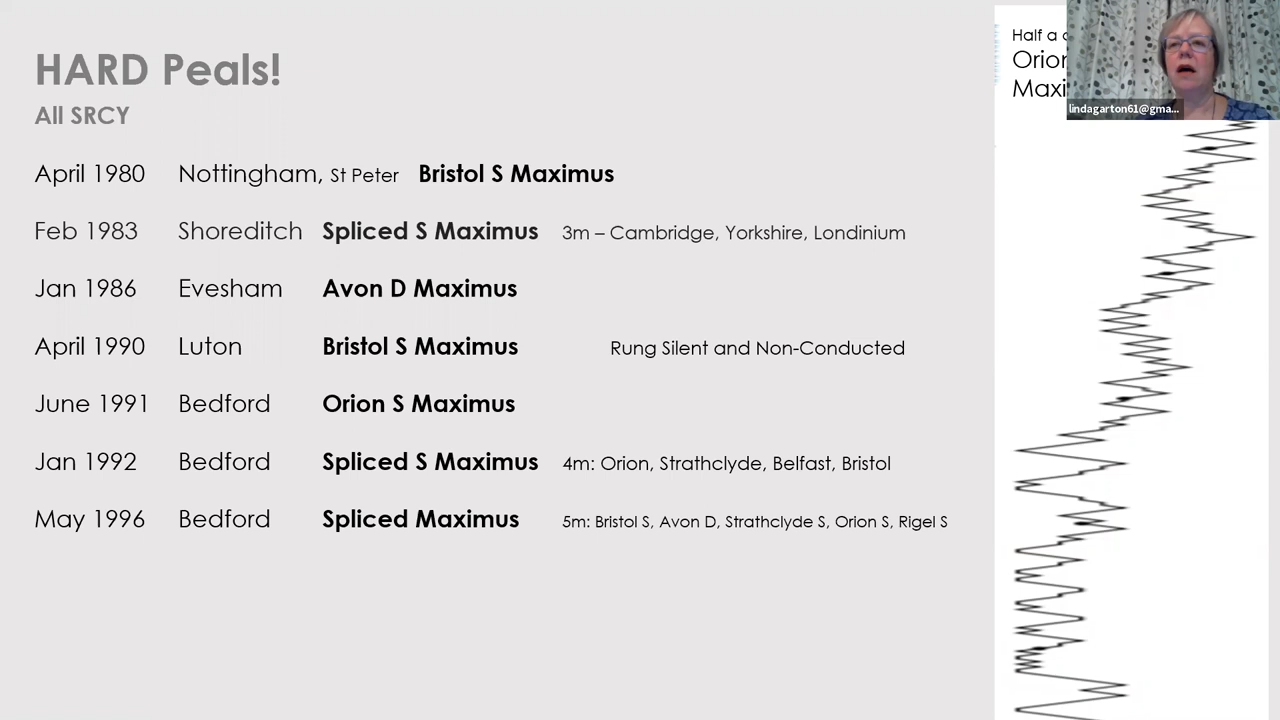 HARD Peals!
All SRCY
April 1980 Nottingham, St Peter Bristol S Maximus
Feb 1983 Shoreditch Spliced S Maximus 3m – Cambridge, Yorkshire, Londinium
Jan 1986 Evesham Avon D Maximus
April 1990 Luton Bristol S Maximus Rung Silent and Non-Conducted
June 1991 Bedford Orion S Maximus
Jan 1992 Bedford Spliced S Maximus 4m: Orion, Strathclyde, Belfast, Bristol
May 1996 Bedford Spliced Maximus 5m: Bristol S, Avon D, Strathclyde S, Orion S, Rigel S
Half a
lindagarton61@gma...